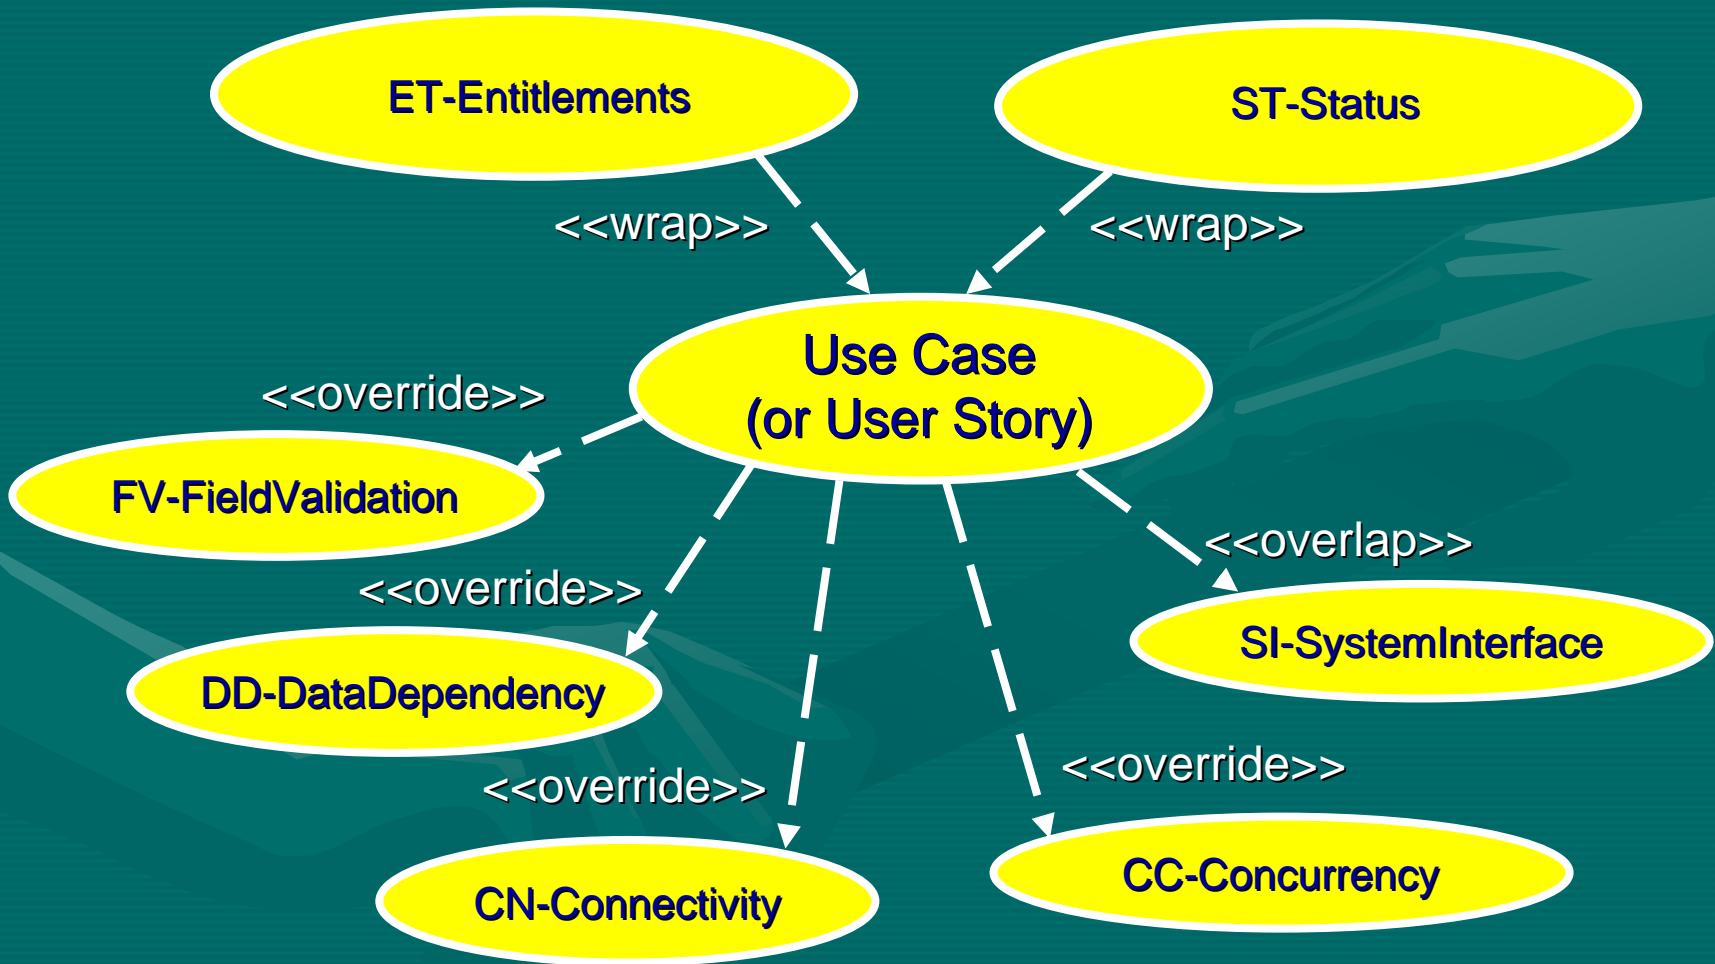 ET-Entitlements
ST-Status
<<wrap>>
<<wrap>>
Use Case
(or User Story)
<<override>>
FV-FieldValidation
<<overlap>>
<<override>>
SI-SystemInterface
DD-DataDependency
<<override>>
<<override>>
CC-Concurrency
CN-Connectivity